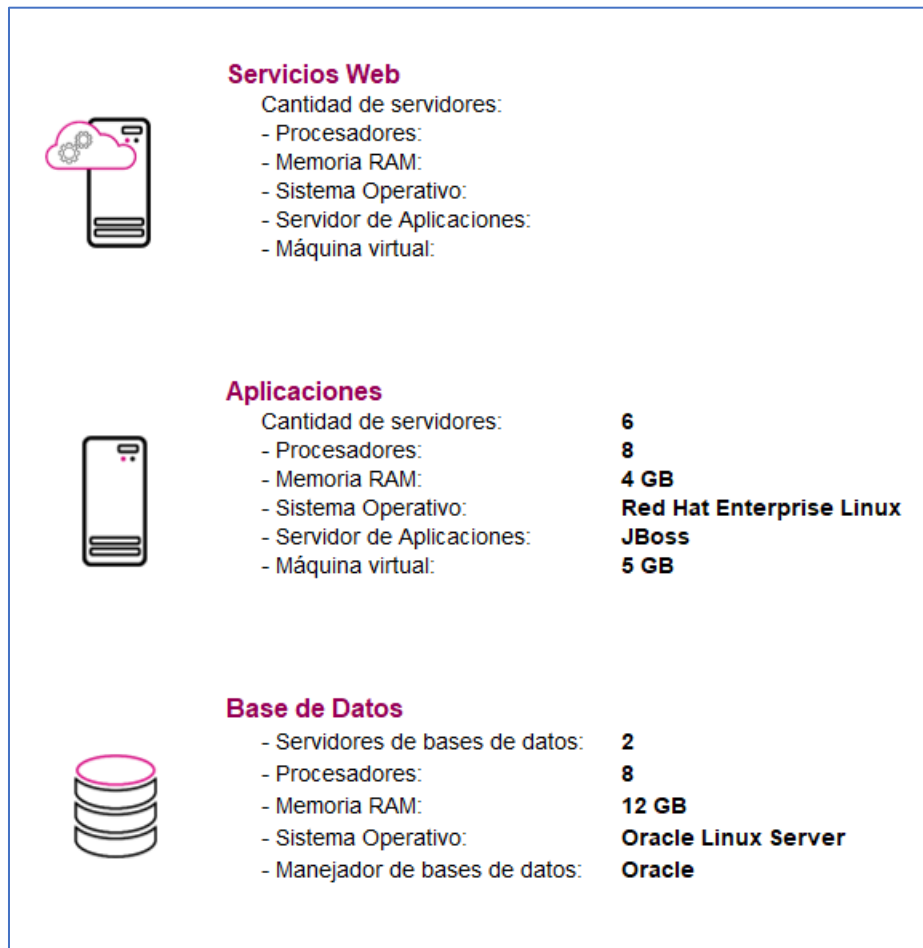 Servicios Web
Cantidad de servidores:
- Procesadores:
- Memoria RAM:
- Sistema Operativo:
- Servidor de Aplicaciones:
- Máquina virtual:
Aplicaciones
Cantidad de servidores: 6
- Procesadores: 8
- Memoria RAM: 4 GB
- Sistema Operativo: Red Hat Enterprise Linux
- Servidor de Aplicaciones: JBoss
- Máquina virtual: 5 GB
Base de Datos
- Servidores de bases de datos: 2
- Procesadores: 8
- Memoria RAM: 12 GB
- Sistema Operativo: Oracle Linux Server
- Manejador de bases de datos: Oracle